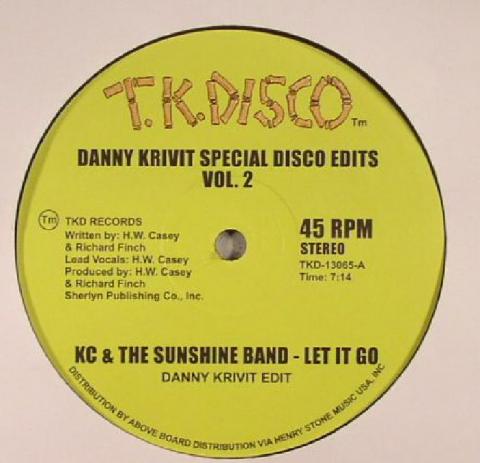 T.K.DISCO Tm
DANNY KRIVIT SPECIAL DISCO EDITS
VOL. 2
Tm
TKD RECORDS
Written by: H.W. Casey
& Richard Finch
Lead Vocals: H.W. Casey
Produced by: H.W. Casey
& Richard Finch
Sherlyn Publishing Co., Inc.
45 RPM
STEREO
TKD-13065-A
Time: 7:14
KC & THE SUNSHINE BAND - LET IT GO
DANNY KRIVIT EDIT
DISTRIBUTION BY ABOVE BOARD DISTRIBUTION VIA HENRY STONE MUSIC USA, INC